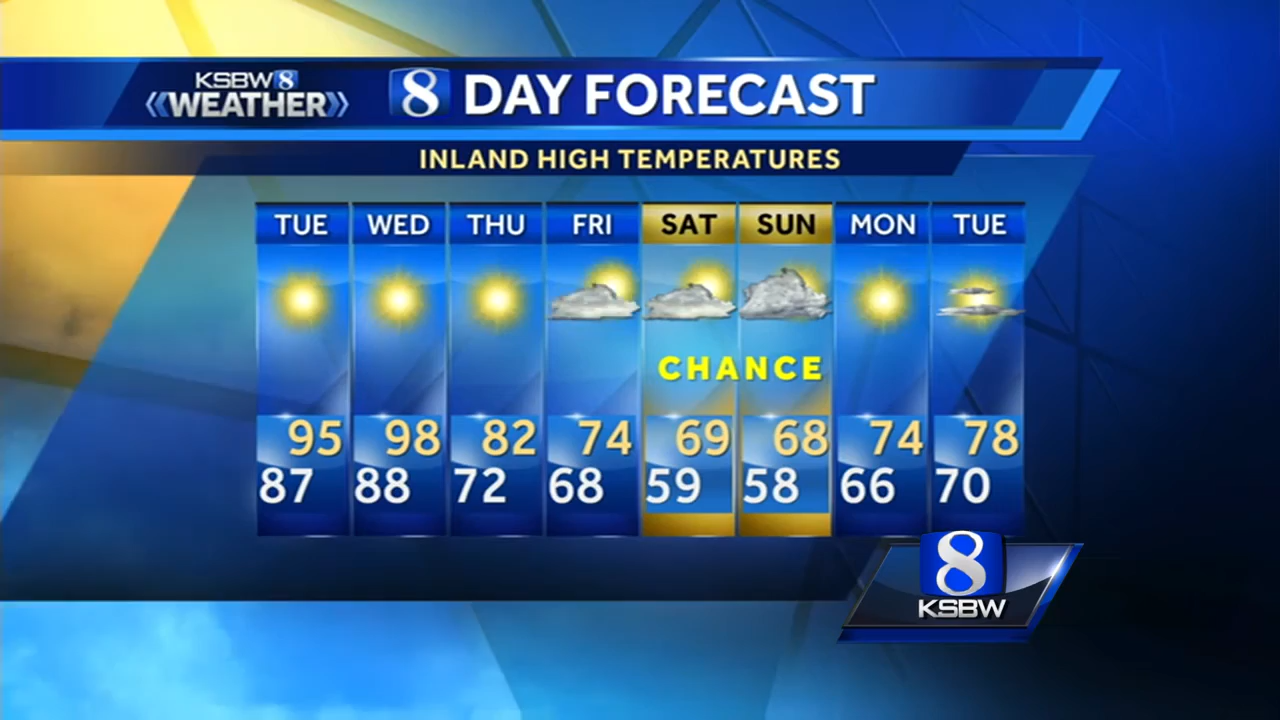 KSBW 8
WEATHER
8 DAY FORECAST
INLAND HIGH TEMPERATURES
TUE WED THU FRI SAT SUN MON TUE
CHANCE
95 98 82 74 69 68 74 78
87 88 72 68 59 58 66 70
8
KSBW